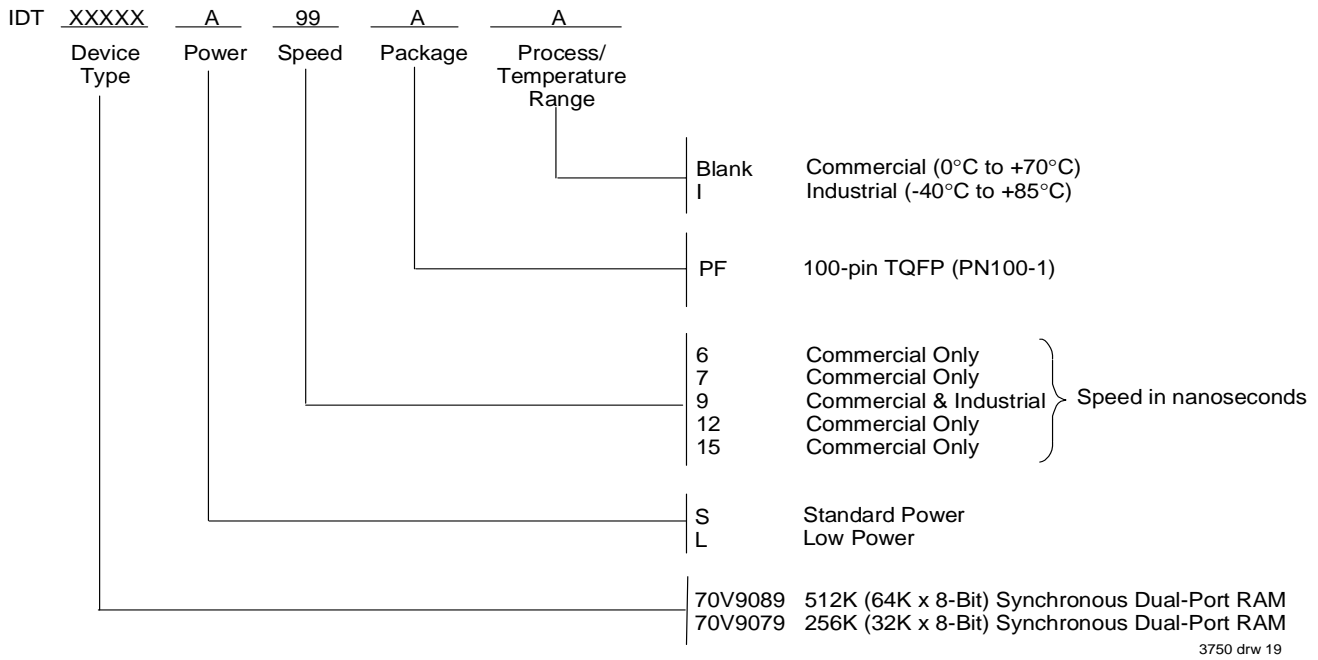 IDT XXXXX A 99 A A
Device Type Power Speed Package Process/ Temperature Range
Blank Commercial (0°C to +70°C)
I Industrial (-40°C to +85°C)
PF 100-pin TQFP (PN100-1)
6 Commercial Only
7 Commercial Only
9 Commercial & Industrial Speed in nanoseconds
12 Commercial Only
15 Commercial Only
S Standard Power
L Low Power
70V9089 512K (64K x 8-Bit) Synchronous Dual-Port RAM
70V9079 256K (32K x 8-Bit) Synchronous Dual-Port RAM
3750 drw 19